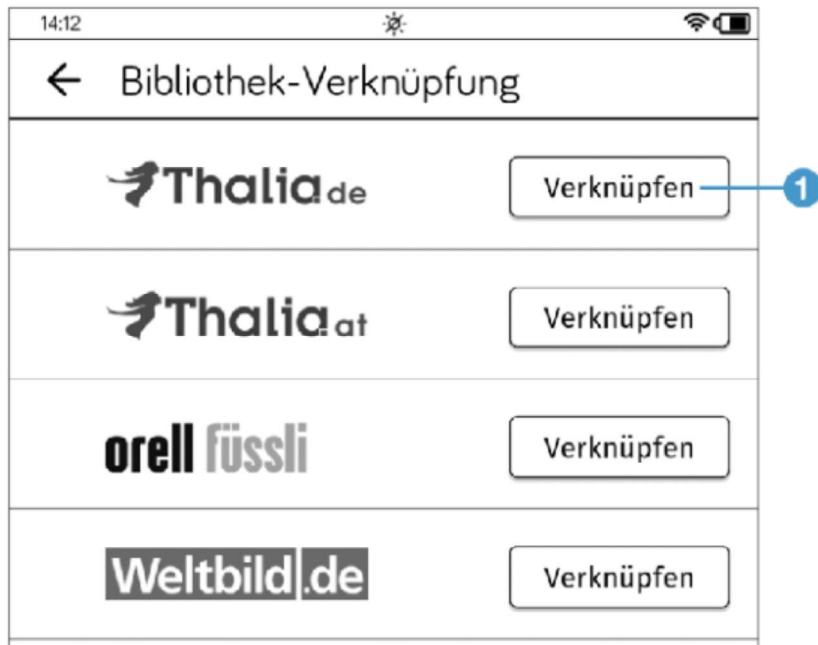 14:12
Bibliothek-Verknüpfung
Thalia.de
Verknüpfen
1
Thalia.at
Verknüpfen
orell füssli
Verknüpfen
Weltbild.de
Verknüpfen